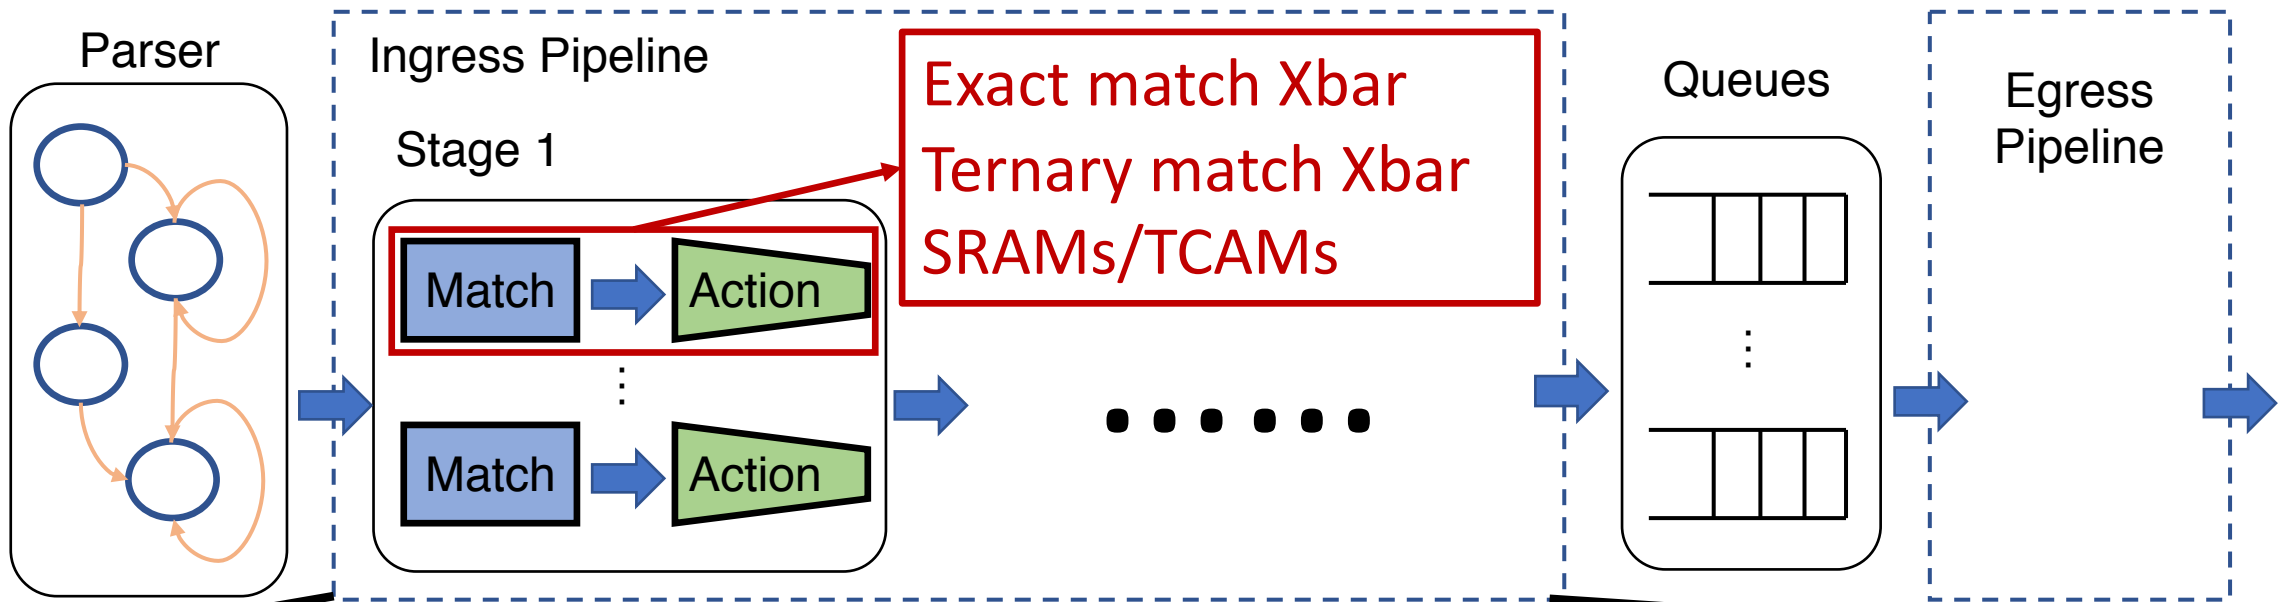 Parser
Ingress Pipeline
Stage 1
Match
Action
Match
Action
Exact match Xbar
Ternary match Xbar
SRAMs/TCAMs
Queues
Egress
Pipeline